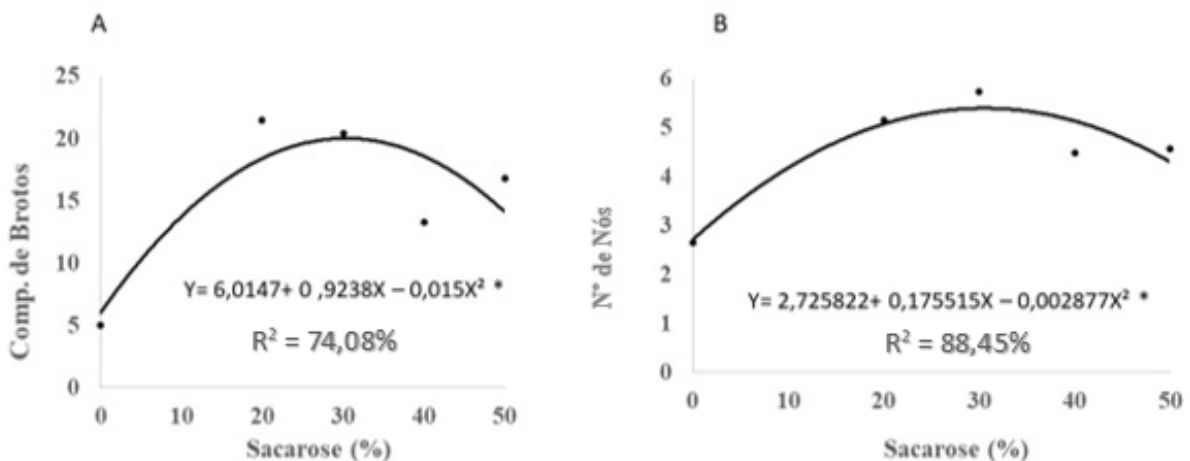 A
Comp. de Brotos
25
20
15
10
5
0
Y= 6,0147+ 0 ,9238X – 0,015X² *
R² = 74,08%
0 10 20 30 40 50
Sacarose (%)
B
N° de Nós
6
5
4
3
2
1
0
Y= 2,725822+ 0,175515X – 0,002877X² *
R² = 88,45%
0 10 20 30 40 50
Sacarose (%)